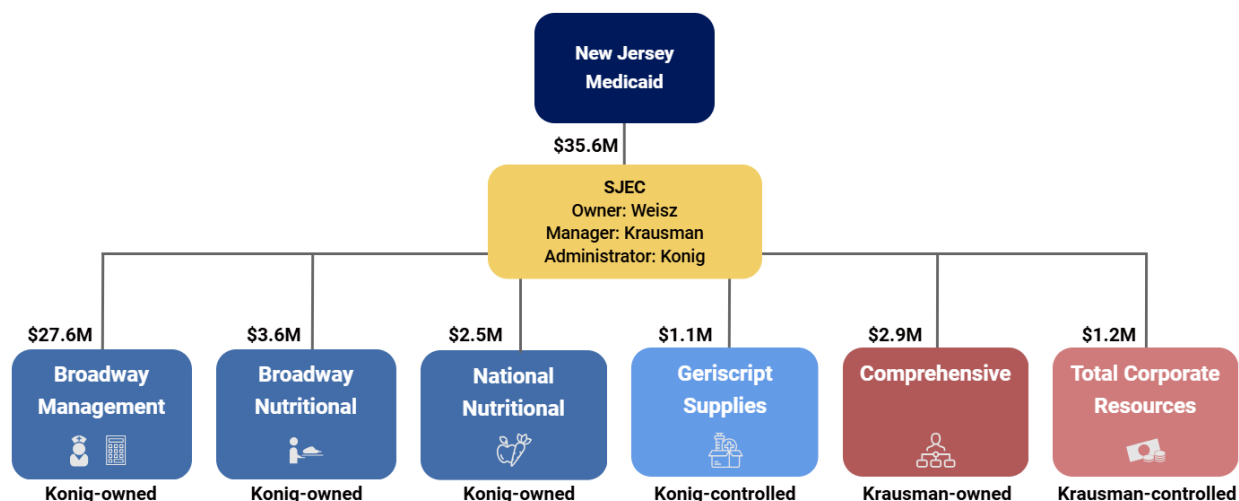 New Jersey
Medicaid
$35.6M
SJEC
Owner: Weisz
Manager: Krausman
Administrator: Konig
$27.6M
$3.6M
$2.5M
$1.1M
$2.9M
$1.2M
Broadway
Management
Broadway
Nutritional
National
Nutritional
Geriscript
Supplies
Comprehensive
Total Corporate
Resources
Konig-owned
Konig-owned
Konig-owned
Konig-controlled
Krausman-owned
Krausman-controlled